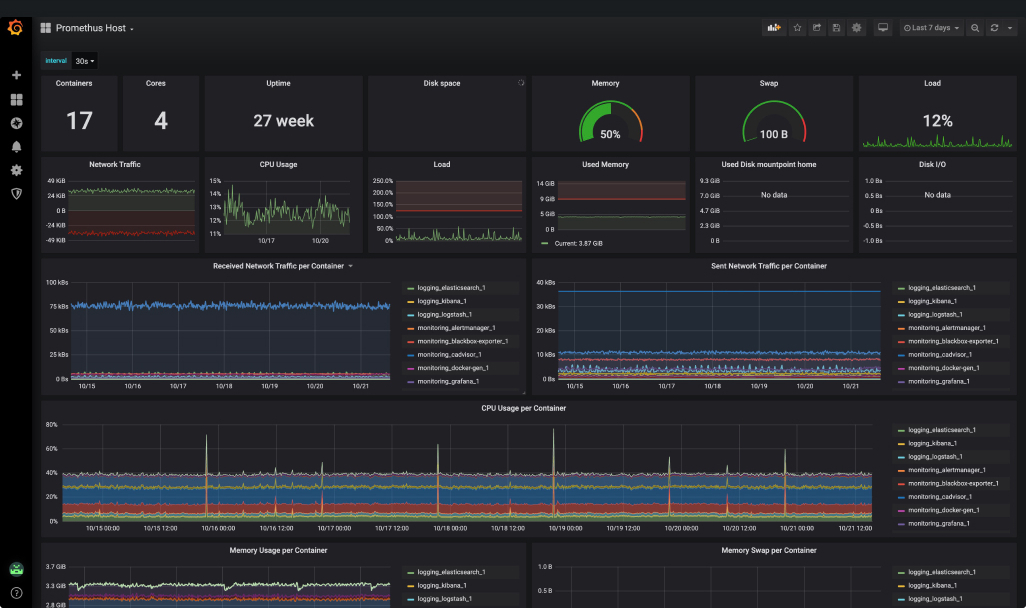 Promethus Host
Last 7 days
interval
30s
Containers
Cores
Uptime
Disk space
Memory
Swap
Load
17
4
27 week
50%
100 B
12%
Network Traffic
CPU Usage
Load
Used Memory
Used Disk mountpoint home
Disk I/O
49 KiB
24 KiB
0 B
-24 KiB
-49 KiB
15%
14%
13%
12%
11%
10/17
10/20
250.0%
200.0%
150.0%
100.0%
50.0%
0%
14 GiB
9 GiB
5 GiB
0 B
Current: 3.87 GiB
9.3 GiB
7.0 GiB
4.7 GiB
2.3 GiB
0 B
No data
1.0 Bs
0.5 Bs
0 Bs
-0.5 Bs
-1.0 Bs
No data
Received Network Traffic per Container
100 kBs
75 kBs
50 kBs
25 kBs
0 Bs
10/15
10/16
10/17
10/18
10/19
10/20
10/21
logging_elasticsearch_1
logging_kibana_1
logging_logstash_1
monitoring_alertmanager_1
monitoring_blackbox-exporter_1
monitoring_cadvisor_1
monitoring_docker-gen_1
monitoring_grafana_1
Sent Network Traffic per Container
40 kBs
30 kBs
20 kBs
10 kBs
0 Bs
10/15
10/16
10/17
10/18
10/19
10/20
10/21
logging_elasticsearch_1
logging_kibana_1
logging_logstash_1
monitoring_alertmanager_1
monitoring_blackbox-exporter_1
monitoring_cadvisor_1
monitoring_docker-gen_1
monitoring_grafana_1
CPU Usage per Container
80%
60%
40%
20%
0%
10/15 00:00
10/15 12:00
10/16 00:00
10/16 12:00
10/17 00:00
10/17 12:00
10/18 00:00
10/18 12:00
10/19 00:00
10/19 12:00
10/20 00:00
10/20 12:00
10/21 00:00
10/21 12:00
logging_elasticsearch_1
logging_kibana_1
logging_logstash_1
monitoring_alertmanager_1
monitoring_blackbox-exporter_1
monitoring_cadvisor_1
monitoring_docker-gen_1
monitoring_grafana_1
Memory Usage per Container
3.7 GiB
3.3 GiB
2.8 GiB
logging_elasticsearch_1
logging_kibana_1
logging_logstash_1
Memory Swap per Container
1.0 B
0.5 B
logging_elasticsearch_1
logging_kibana_1
logging_logstash_1